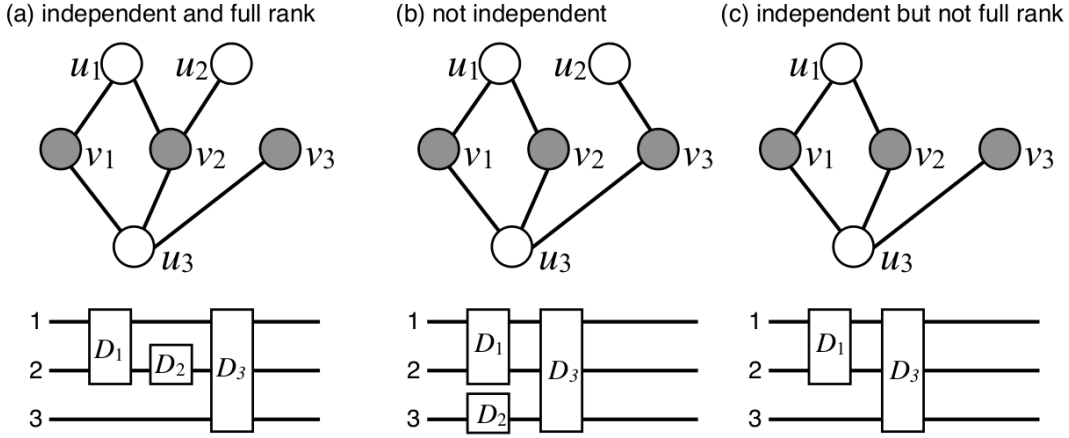 (a) independent and full rank
(b) not independent
(c) independent but not full rank
u1 u2
v1 v2 v3
u3
u1 u2
v1 v2 v3
u3
u1
v1 v2 v3
u3
1
D1
D2
D3
2
3
1
D1
D3
2
D2
3
1
D1
D3
2
3